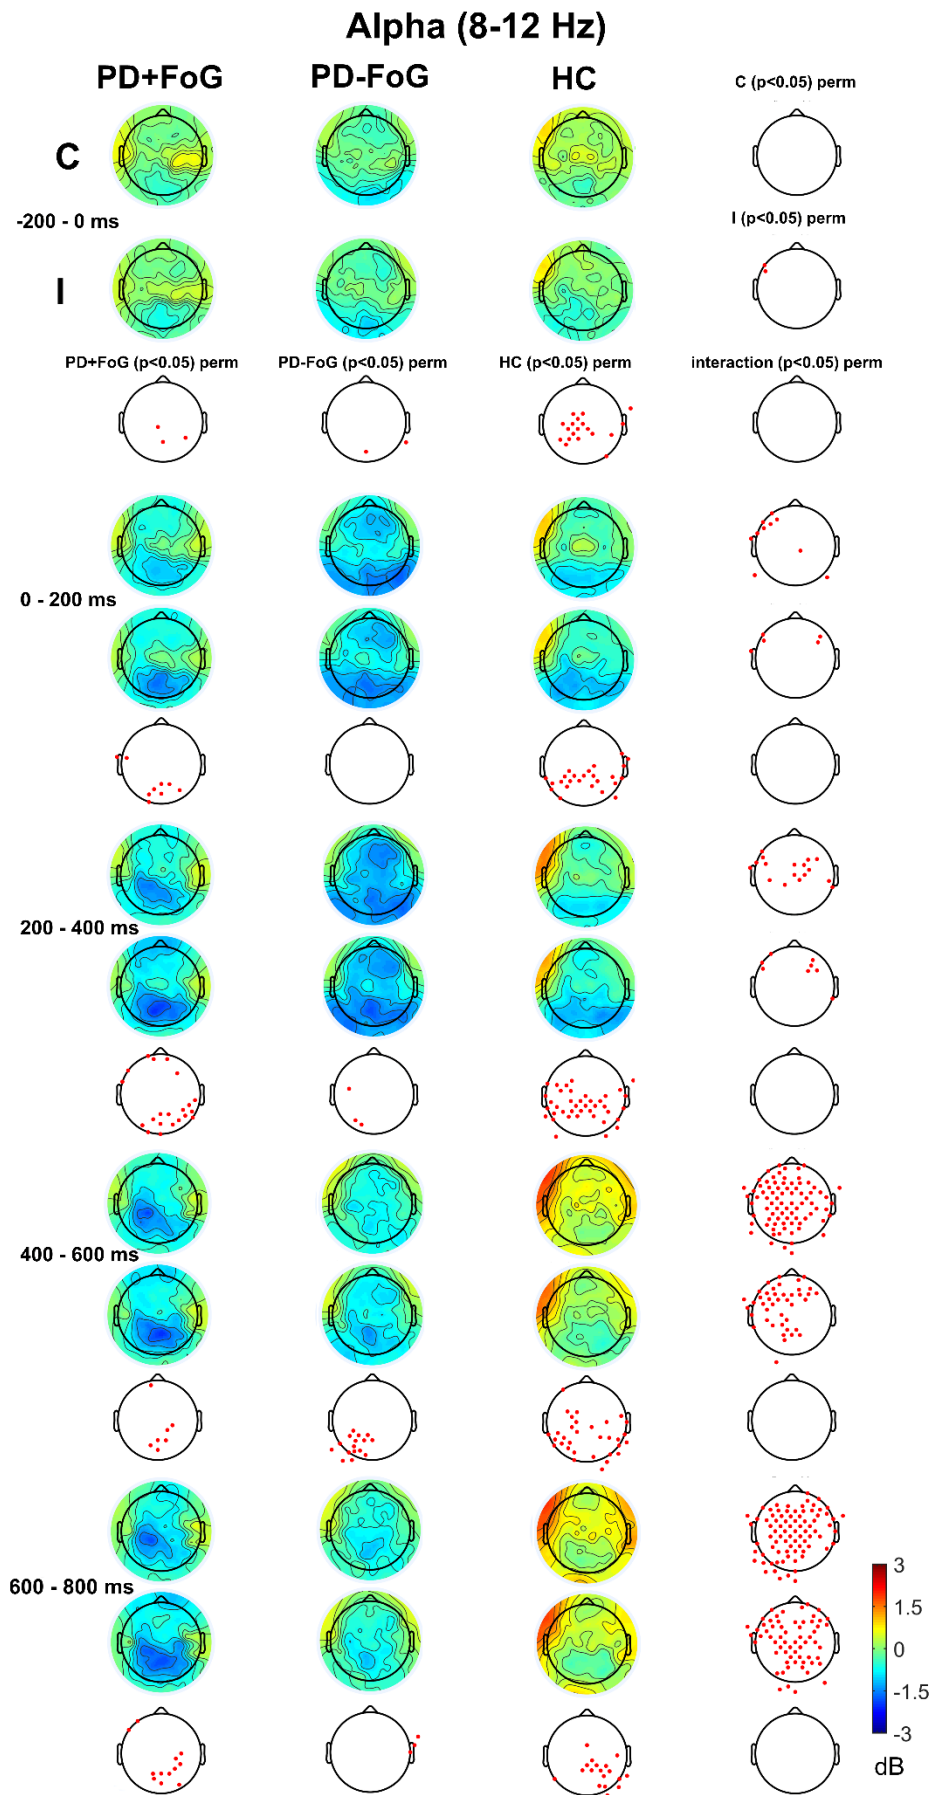 Alpha (8-12 Hz)
PD+FoG PD-FoG HC C (p<0.05) perm
C
-200 - 0 ms I (p<0.05) perm
I
PD+FoG (p<0.05) perm PD-FoG (p<0.05) perm HC (p<0.05) perm interaction (p<0.05) perm
0 - 200 ms
200 - 400 ms
400 - 600 ms
600 - 800 ms
3
1.5
0
-1.5
-3
dB